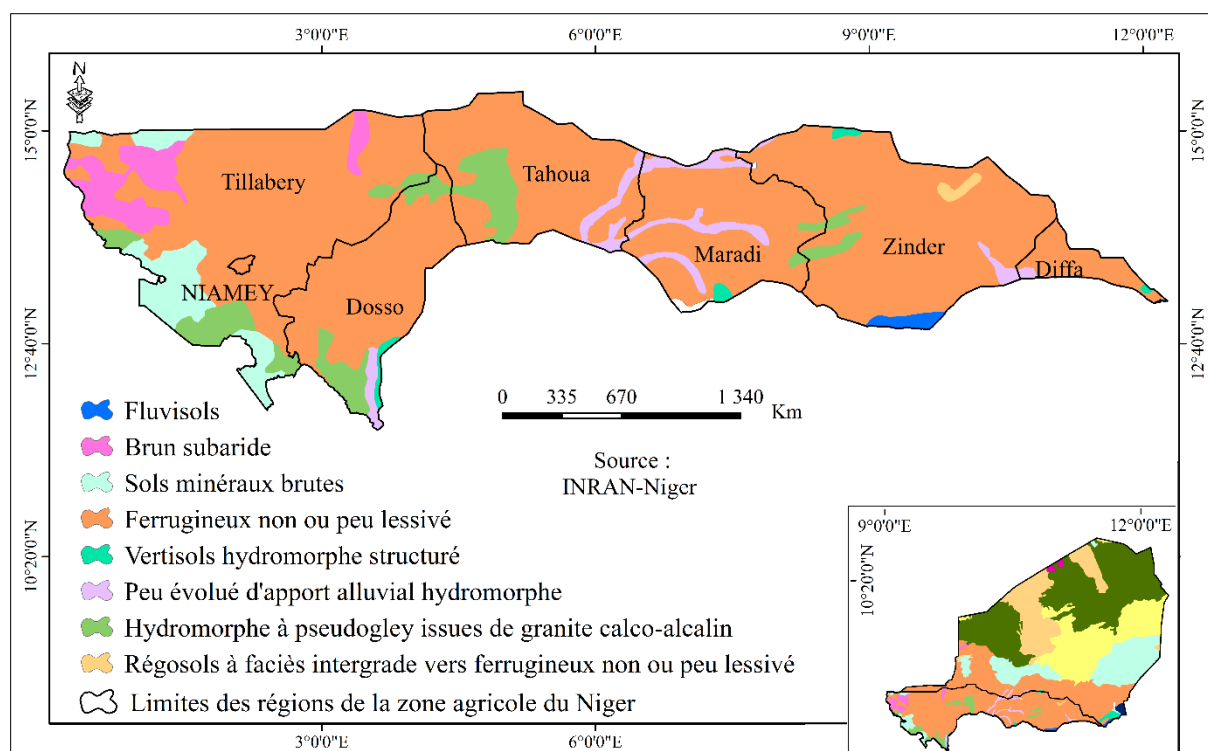 3°0'0"E 6°0'0"E 9°0'0"E 12°0'0"E
N
15°0'0"N 15°0'0"N
Tillabery
Tahoua
Maradi
Zinder
Diffa
NIAMEY
Dosso
12°40'0"N 12°40'0"N
0 335 670 1 340
Km
Fluvisols
Brun subaride
Source :
INRAN-Niger
Sols minéraux brutes
Ferrugineux non ou peu lessivé
Vertisols hydromorphe structuré
10°20'0"N
Peu évolué d'apport alluvial hydromorphe
Hydromorphe à pseudogley issues de granite calco-alcalin
Régosols à faciès intergrade vers ferrugineux non ou peu lessivé
Limites des régions de la zone agricole du Niger
9°0'0"E 12°0'0"E
10°20'0"N
3°0'0"E 6°0'0"E